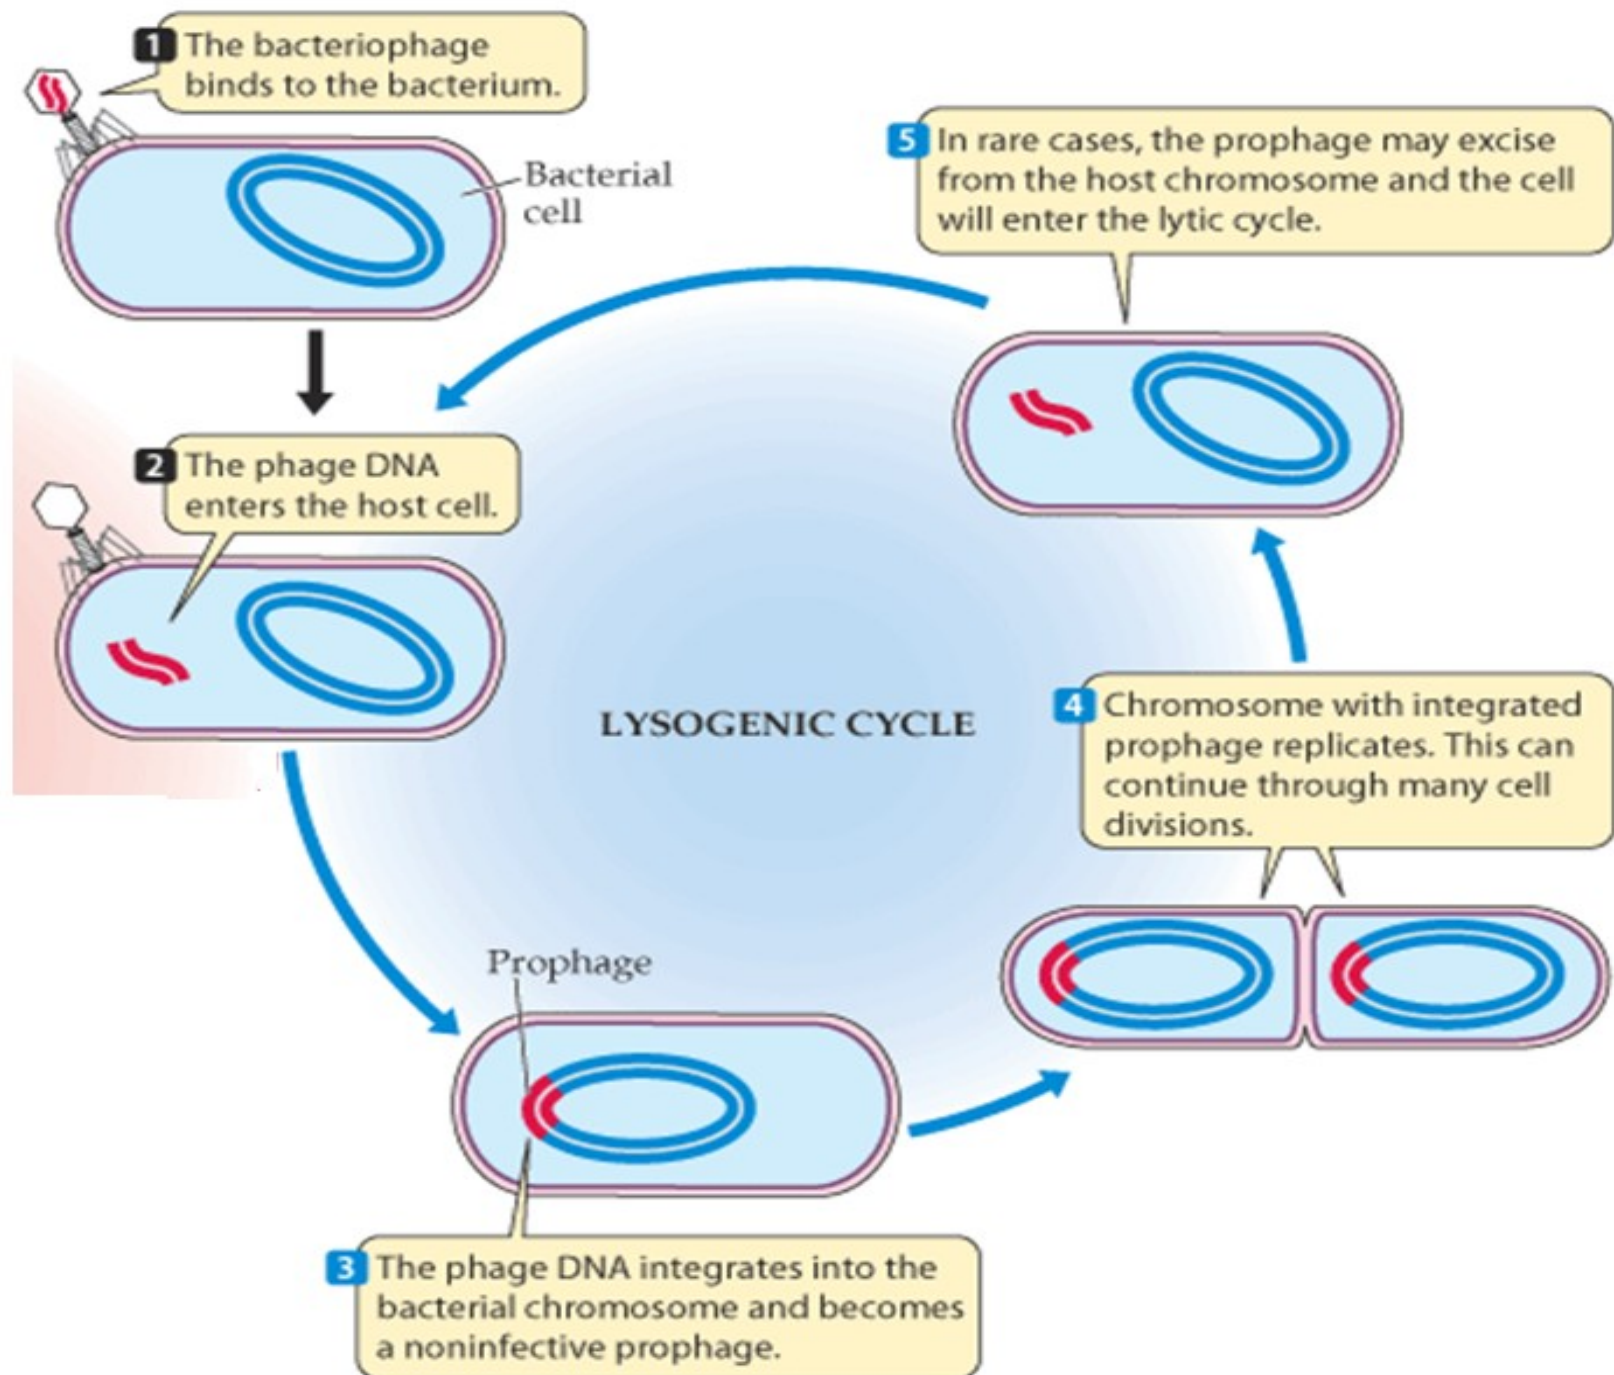 1 The bacteriophage
binds to the bacterium.
Bacterial
cell
2 The phage DNA
enters the host cell.
LYSOGENIC CYCLE
Prophage
3 The phage DNA integrates into the
bacterial chromosome and becomes
a noninfective prophage.
4 Chromosome with integrated
prophage replicates. This can
continue through many cell
divisions.
5 In rare cases, the prophage may excise
from the host chromosome and the cell
will enter the lytic cycle.